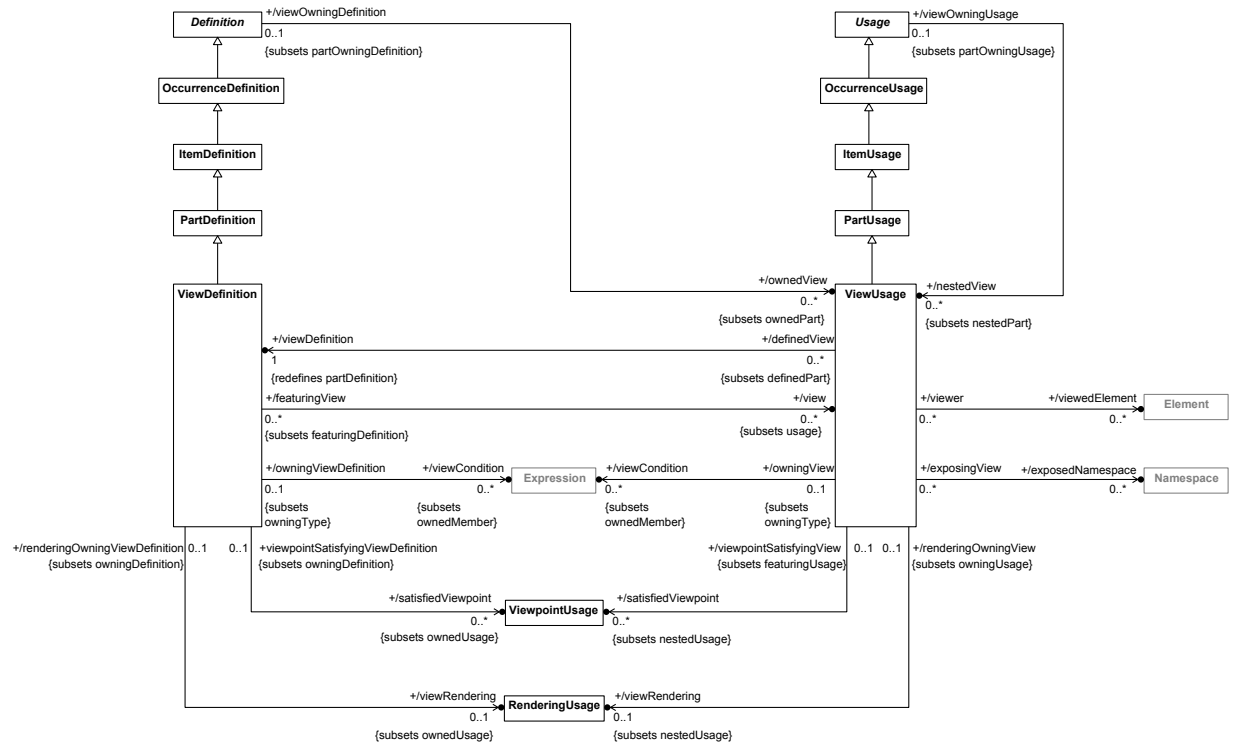 +/viewOwningDefinition
+/viewOwningUsage
Definition
Usage
0..1
0..1
{subsets partOwningDefinition}
{subsets partOwningUsage}
OccurrenceDefinition
OccurrenceUsage
ItemDefinition
ItemUsage
PartDefinition
PartUsage
+/ownedView
+/nestedView
ViewDefinition
ViewUsage
0..*
0..*
{subsets ownedPart}
{subsets nestedPart}
+/viewDefinition
+/definedView
1
0..*
{redefines partDefinition}
{subsets definedPart}
+/featuringView
+/view
+/viewer
+/viewedElement
Element
0..*
0..*
0..*
0..*
{subsets featuringDefinition}
{subsets usage}
+/owningViewDefinition
+/viewCondition
+/viewCondition
+/owningView
+/exposingView
+/exposedNamespace
Expression
Namespace
0..1
0..*
0..*
0..1
0..*
0..*
{subsets
owningType}
{subsets
ownedMember}
{subsets
ownedMember}
{subsets
owningType}
+/renderingOwningViewDefinition
{subsets owningDefinition}
0..1
0..1
+/viewpointSatisfyingViewDefinition
{subsets owningDefinition}
+/viewpointSatisfyingView
{subsets featuringUsage}
0..1
0..1
+/renderingOwningView
{subsets owningUsage}
+/satisfiedViewpoint
+/satisfiedViewpoint
ViewpointUsage
0..*
0..*
{subsets ownedUsage}
{subsets nestedUsage}
+/viewRendering
+/viewRendering
RenderingUsage
0..1
0..1
{subsets ownedUsage}
{subsets nestedUsage}